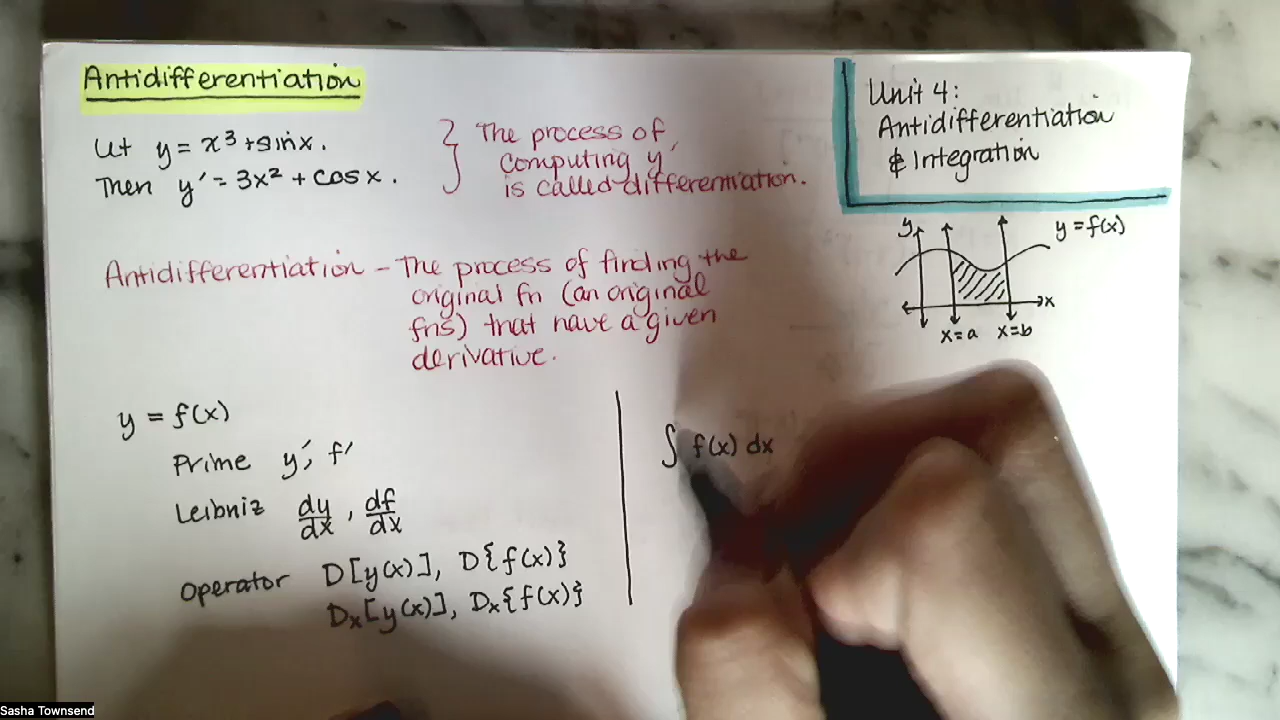 Antidifferentiation
Let y = x³ + sin x.
Then y′ = 3x² + cos x.
The process of
computing y′
is called differentiation.
Unit 4:
Antidifferentiation
& Integration
y
y = f(x)
x
x=a x=b
Antidifferentiation – The process of finding the
original fn (an original
fns) that have a given
derivative.
y = f(x)
Prime y′, f′
Leibniz dy/dx, df/dx
Operator D[y(x)], D{f(x)}
Dx[y(x)], Dx{f(x)}
∫ f(x) dx
Sasha Townsend